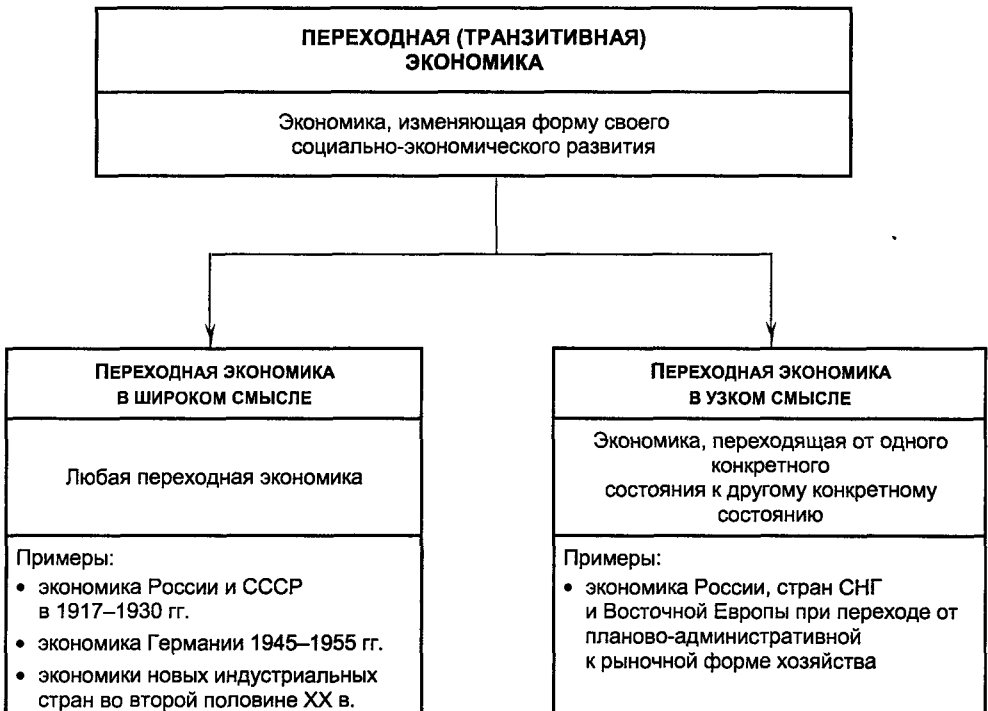 ПЕРЕХОДНАЯ (ТРАНЗИТИВНАЯ)
ЭКОНОМИКА
Экономика, изменяющая форму своего
социально-экономического развития
ПЕРЕХОДНАЯ ЭКОНОМИКА
В ШИРОКОМ СМЫСЛЕ
Любая переходная экономика
Примеры:
• экономика России и СССР
в 1917–1930 гг.
• экономика Германии 1945–1955 гг.
• экономики новых индустриальных
стран во второй половине XX в.
ПЕРЕХОДНАЯ ЭКОНОМИКА
В УЗКОМ СМЫСЛЕ
Экономика, переходящая от одного
конкретного
состояния к другому конкретному
состоянию
Примеры:
• экономика России, стран СНГ
и Восточной Европы при переходе от
планово-административной
к рыночной форме хозяйства